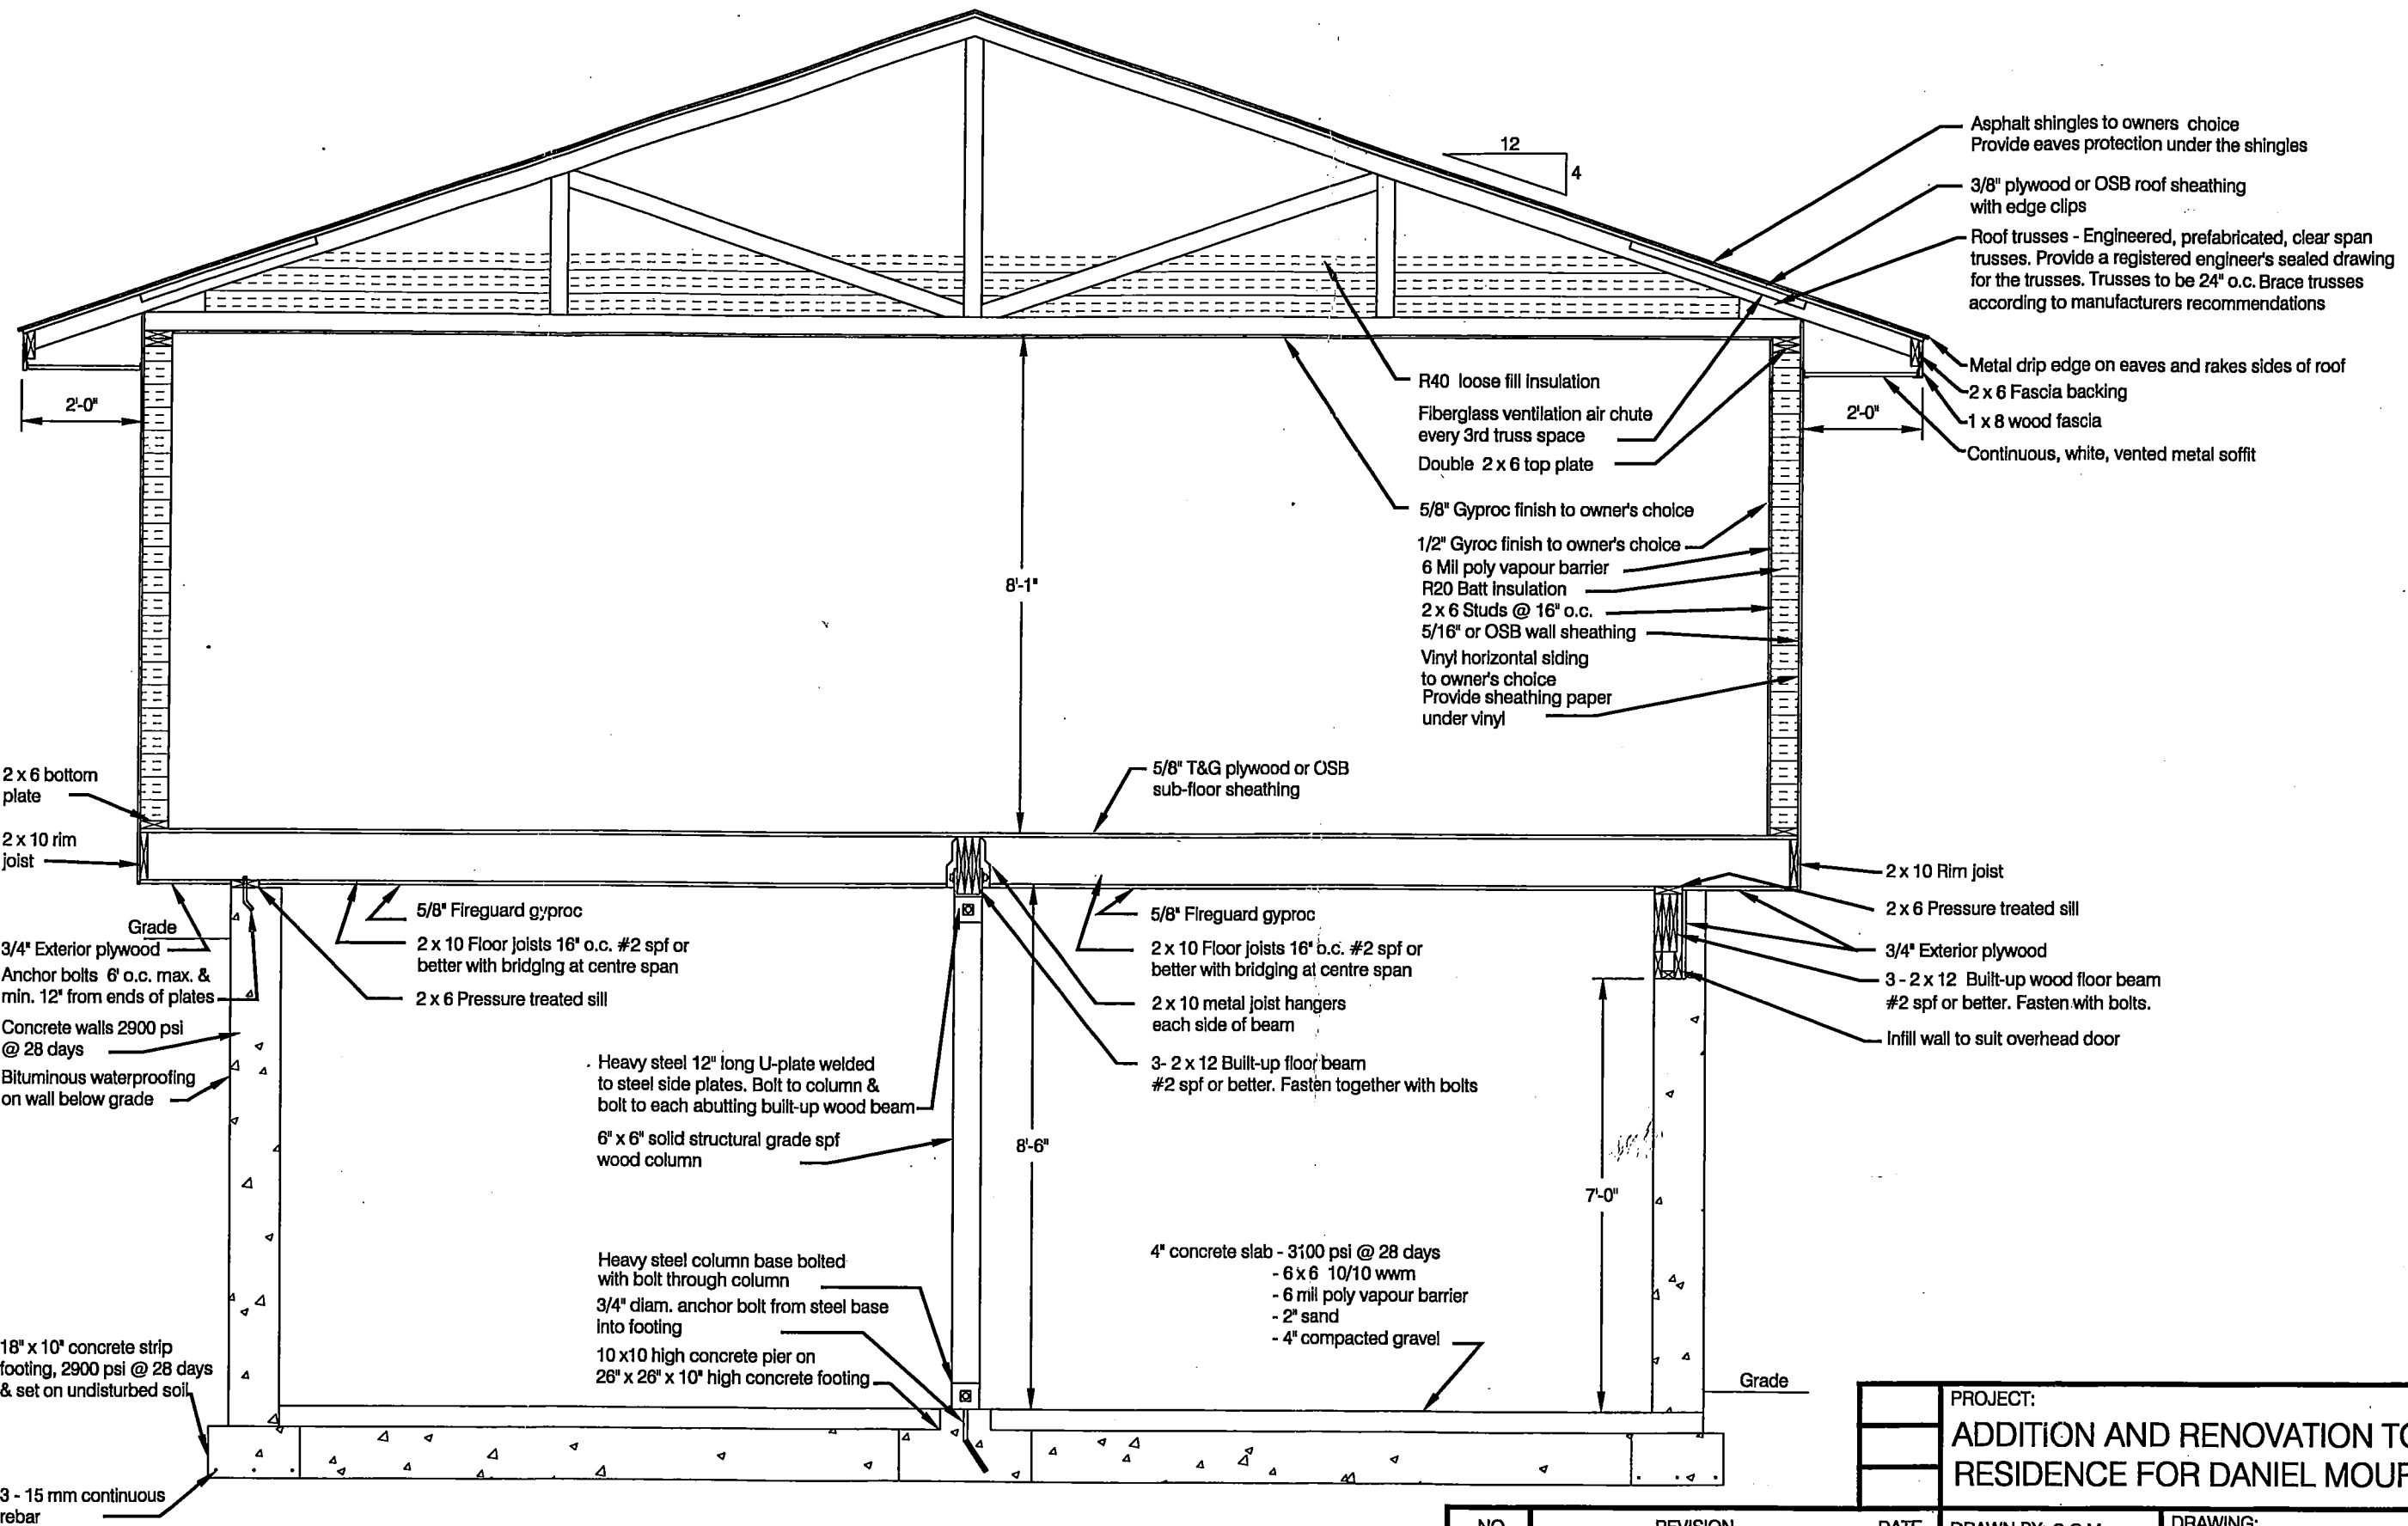 12
4
Asphalt shingles to owners choice
Provide eaves protection under the shingles
3/8" plywood or OSB roof sheathing
with edge clips
Roof trusses - Engineered, prefabricated, clear span
trusses. Provide a registered engineer's sealed drawing
for the trusses. Trusses to be 24" o.c. Brace trusses
according to manufacturers recommendations
Metal drip edge on eaves and rakes sides of roof
2 x 6 Fascia backing
1 x 8 wood fascia
Continuous, white, vented metal soffit
2'-0"
2'-0"
R40 loose fill insulation
Fiberglass ventilation air chute
every 3rd truss space
Double 2 x 6 top plate
5/8" Gyproc finish to owner's choice
1/2" Gyroc finish to owner's choice
6 Mil poly vapour barrier
R20 Batt insulation
2 x 6 Studs @ 16" o.c.
5/16" or OSB wall sheathing
Vinyl horizontal siding
to owner's choice
Provide sheathing paper
under vinyl
8'-1"
5/8" T&G plywood or OSB
sub-floor sheathing
2 x 6 bottom
plate
2 x 10 rim
joist
Grade
3/4" Exterior plywood
Anchor bolts 6' o.c. max. &
min. 12" from ends of plates
Concrete walls 2900 psi
@ 28 days
Bituminous waterproofing
on wall below grade
18" x 10" concrete strip
footing, 2900 psi @ 28 days
& set on undisturbed soil
3 - 15 mm continuous
rebar
5/8" Fireguard gyproc
2 x 10 Floor joists 16" o.c. #2 spf or
better with bridging at centre span
2 x 6 Pressure treated sill
Heavy steel 12" long U-plate welded
to steel side plates. Bolt to column &
bolt to each abutting built-up wood beam
6" x 6" solid structural grade spf
wood column
Heavy steel column base bolted
with bolt through column
3/4" diam. anchor bolt from steel base
into footing
10 x10 high concrete pier on
26" x 26" x 10" high concrete footing
8'-6"
5/8" Fireguard gyproc
2 x 10 Floor joists 16" o.c. #2 spf or
better with bridging at centre span
2 x 10 metal joist hangers
each side of beam
3- 2 x 12 Built-up floor beam
#2 spf or better. Fasten together with bolts
4" concrete slab - 3100 psi @ 28 days
- 6 x 6 10/10 wwm
- 6 mil poly vapour barrier
- 2" sand
- 4" compacted gravel
7'-0"
2 x 10 Rim joist
2 x 6 Pressure treated sill
3/4" Exterior plywood
3 - 2 x 12 Built-up wood floor beam
#2 spf or better. Fasten with bolts.
Infill wall to suit overhead door
Grade
PROJECT:
ADDITION AND RENOVATION TO
RESIDENCE FOR DANIEL
NO. REVISION DATE DRAWN BY: DRAWING: